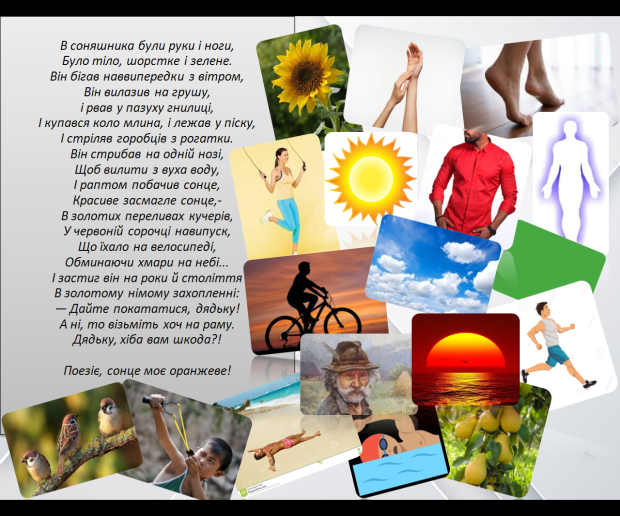 В соняшника були руки і ноги,
Було тіло, шорстке і зелене.
Він бігав наввипередки з вітром,
Він вилазив на грушу,
і рвав у пазуху гнилиці,
І купався коло млина, і лежав у піску,
І стріляв горобців з рогатки.
Він стрибав на одній нозі,
Щоб вилити з вуха воду,
І раптом побачив сонце,
Красиве засмагле сонце,-
В золотих переливах кучерів,
У червоній сорочці навипуск,
Що їхало на велосипеді,
Обминаючи хмари на небі...
І застиг він на роки й століття
В золотому німому захопленні:
— Дайте покататися, дядьку!
А ні, то візьміть хоч на раму.
Дядьку, хіба вам шкода?!
Поезіє, сонце моє оранжеве!